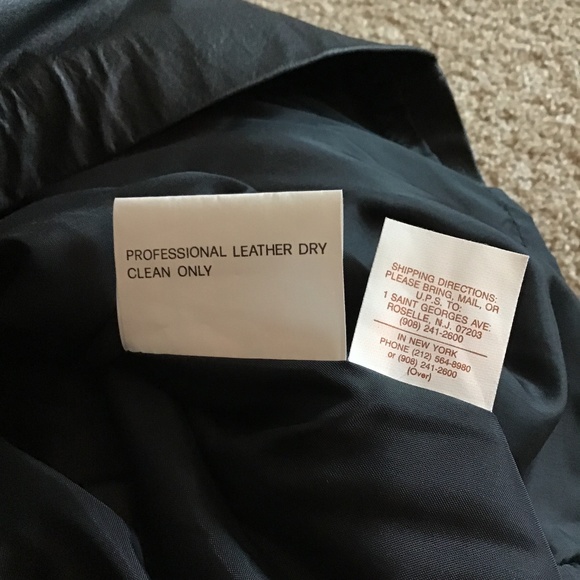 PROFESSIONAL LEATHER DRY
CLEAN ONLY
SHIPPING DIRECTIONS:
PLEASE BRING, MAIL, OR
U.P.S. TO:
1 SAINT GEORGES AVE:
ROSELLE, N.J. 07203
(908) 241-2600
IN NEW YORK
PHONE (212) 564-8980
or (908) 241-2600
(Over)